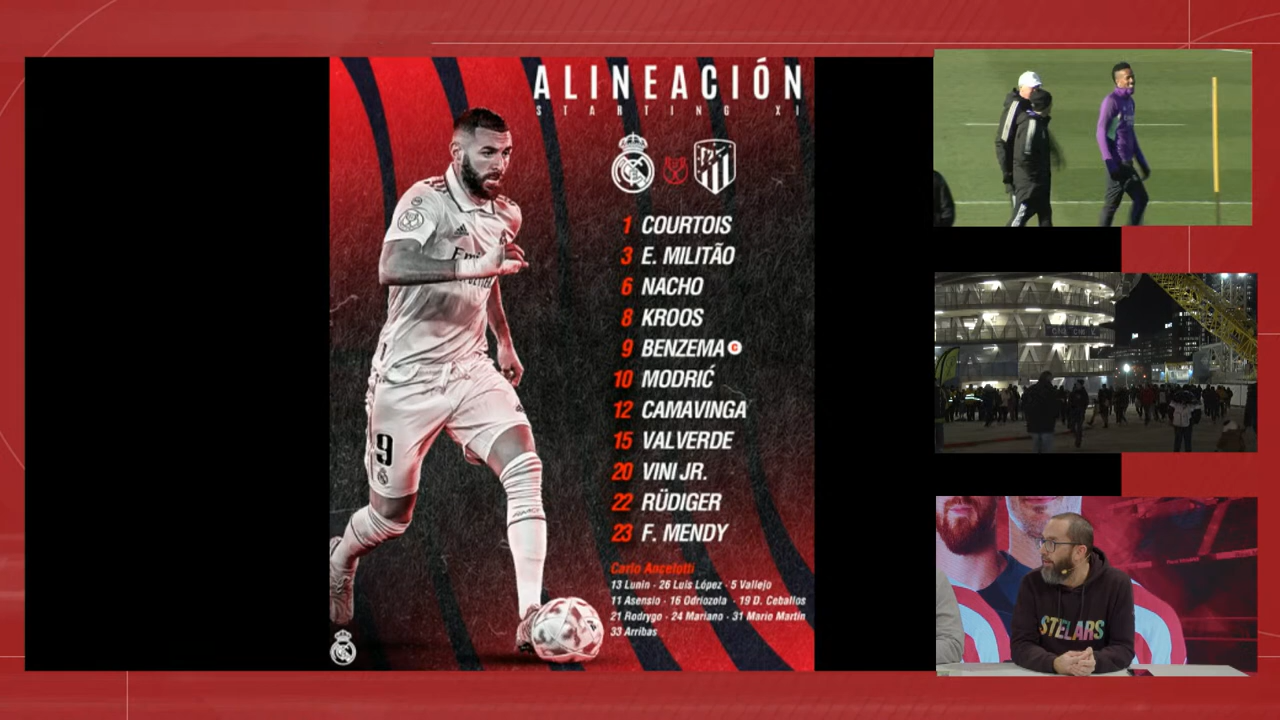 ALINEACIÓN
STARTING XI
1 COURTOIS
3 E. MILITÃO
6 NACHO
8 KROOS
9 BENZEMA C
10 MODRIĆ
12 CAMAVINGA
15 VALVERDE
20 VINI JR.
22 RÜDIGER
23 F. MENDY
Carlo Ancelotti
13 Lunin - 26 Luis López - 5 Vallejo
11 Asensio - 16 Odriozola - 19 D. Ceballos
21 Rodrygo - 24 Mariano - 31 Mario Martín
33 Arribas
9
STELARS